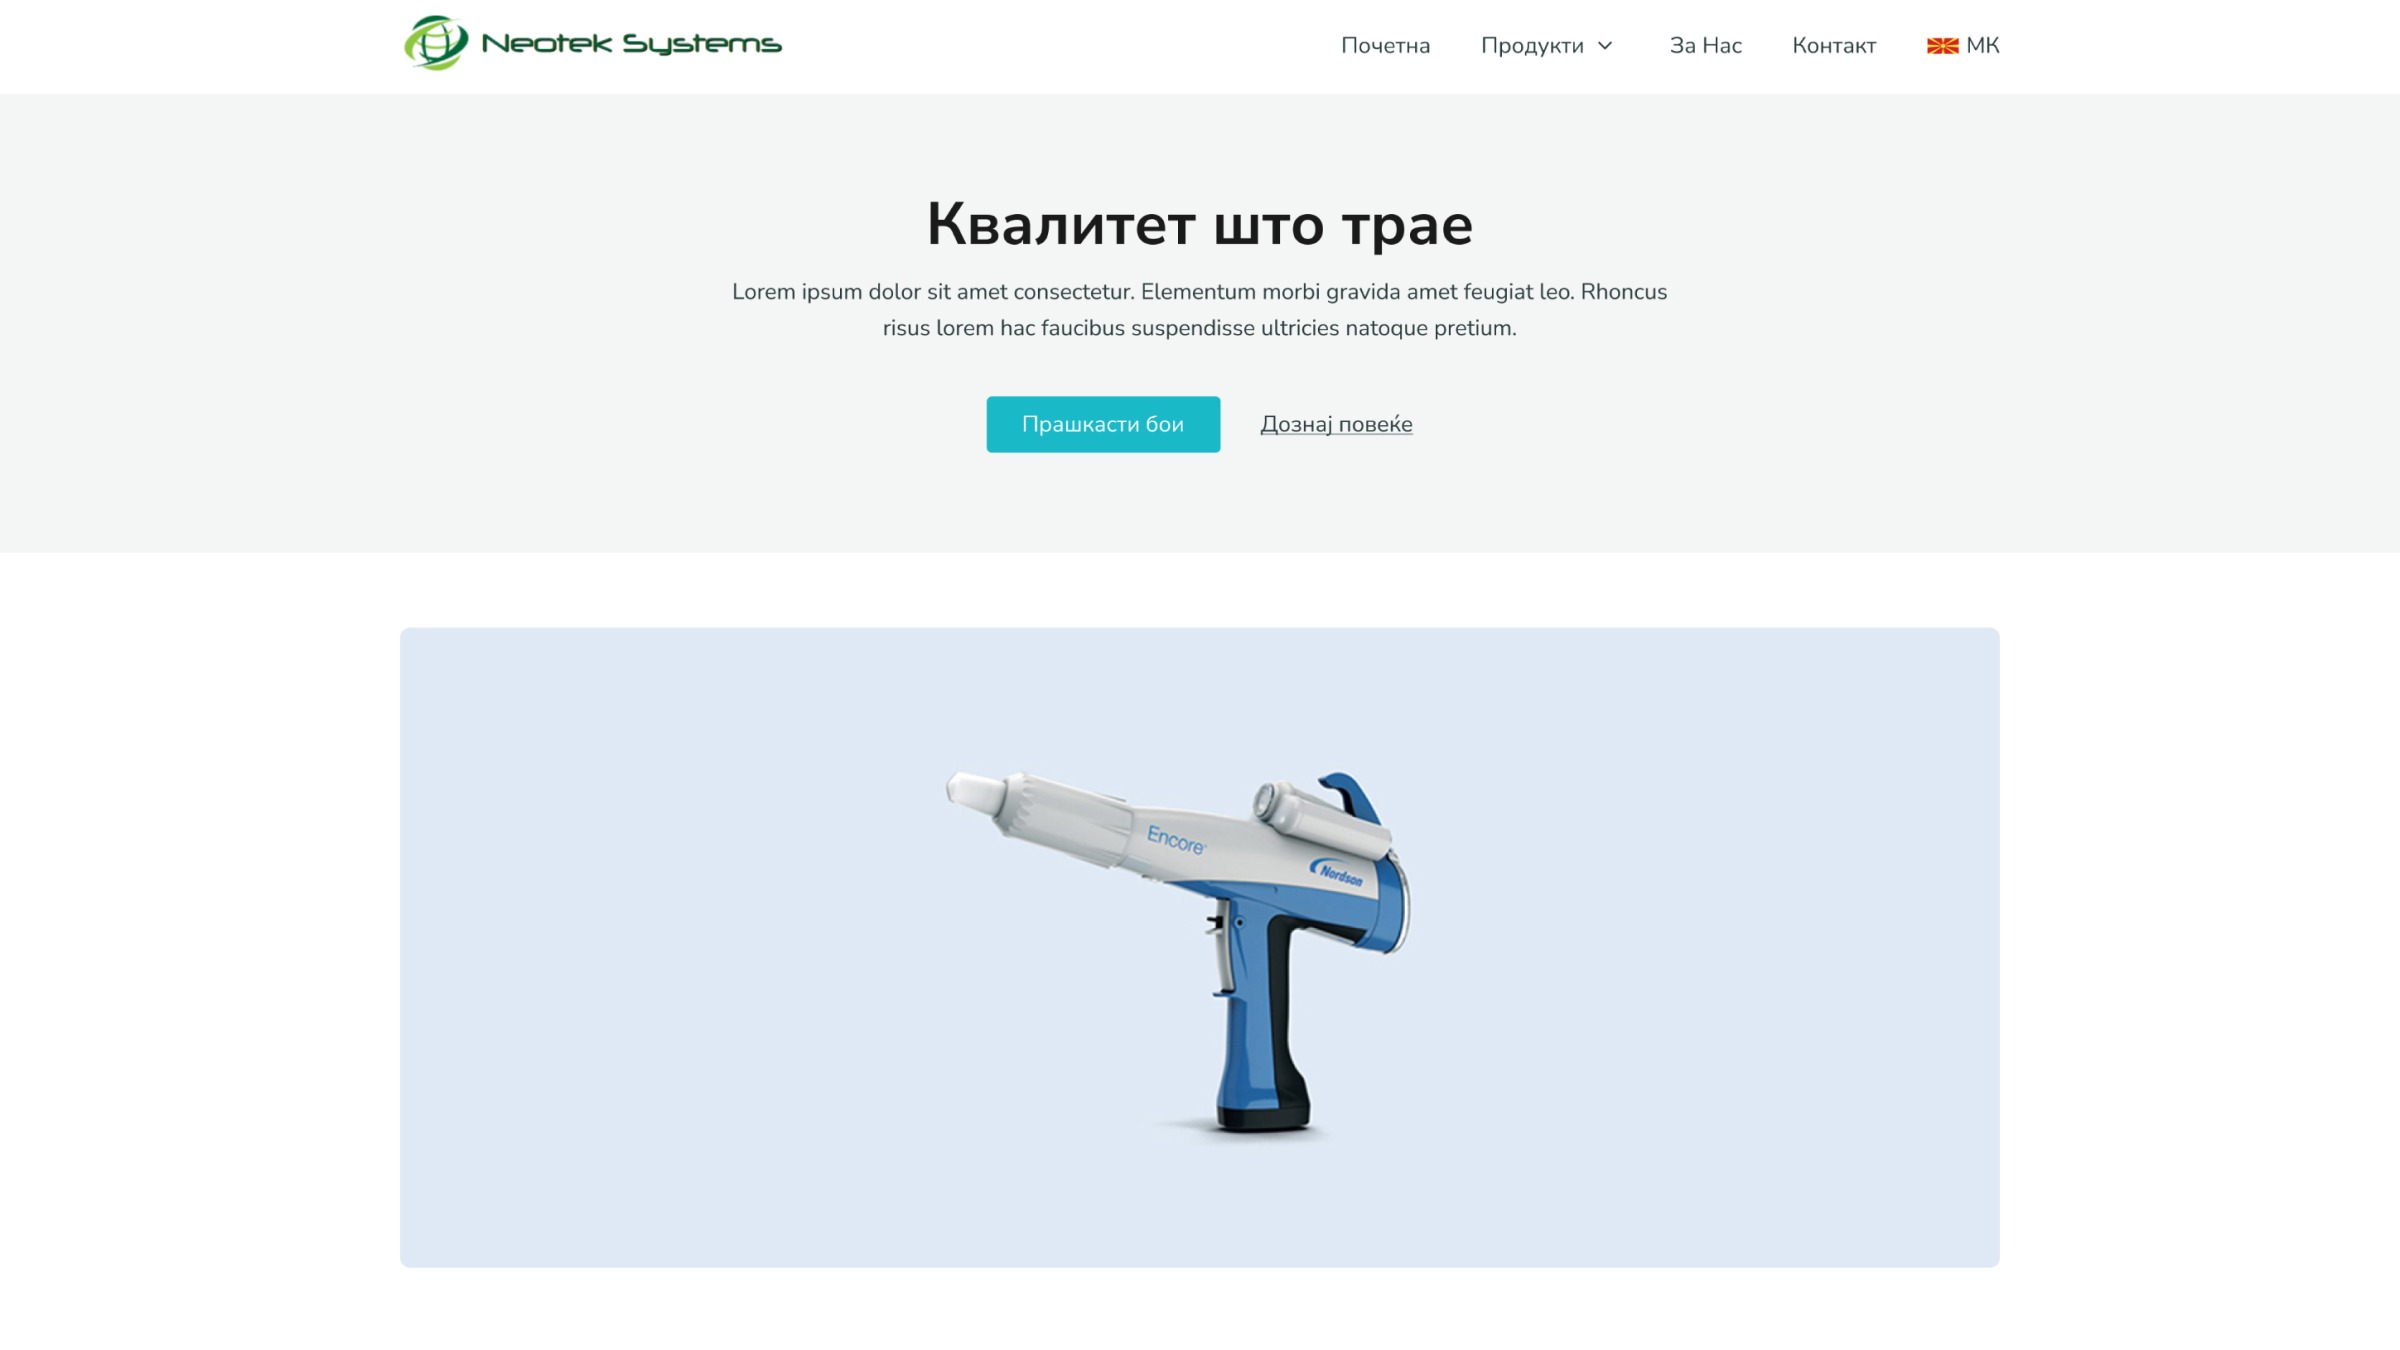 Neotek Systems
Почетна
Продукти
За Нас
Контакт
МК
Квалитет што трае
Lorem ipsum dolor sit amet consectetur. Elementum morbi gravida amet feugiat leo. Rhoncus
risus lorem hac faucibus suspendisse ultricies natoque pretium.
Прашкасти бои
Дознај повеќе
Encore
Nordson